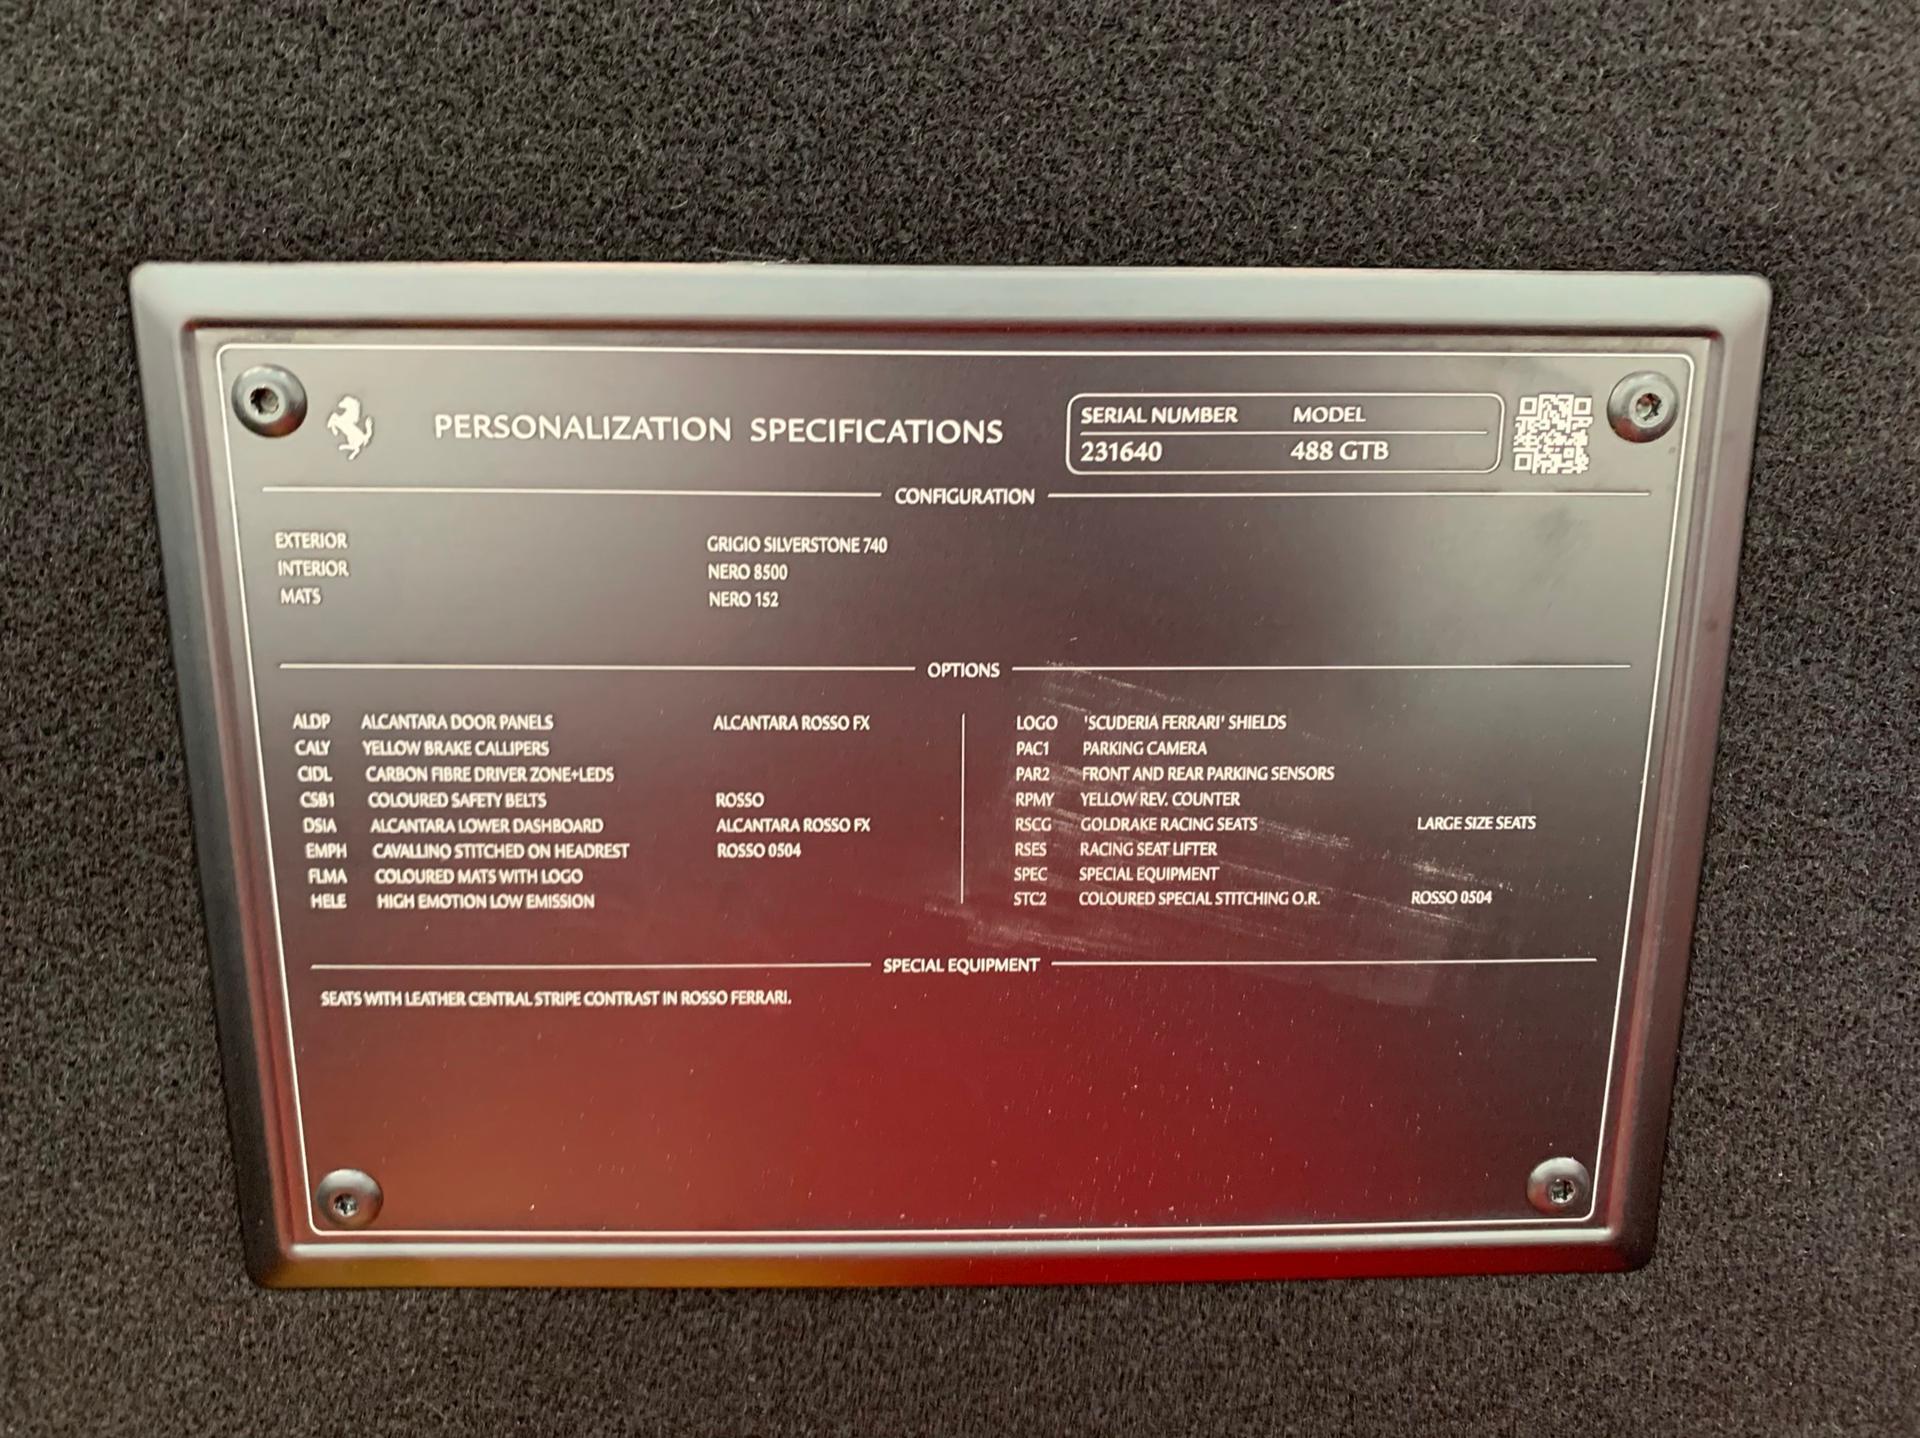 PERSONALIZATION SPECIFICATIONS
SERIAL NUMBER MODEL
231640 488 GTB
CONFIGURATION
EXTERIOR GRIGIO SILVERSTONE 740
INTERIOR NERO 8500
MATS NERO 152
OPTIONS
ALDP ALCANTARA DOOR PANELS ALCANTARA ROSSO FX
CALY YELLOW BRAKE CALLIPERS
CIDL CARBON FIBRE DRIVER ZONE+LEDS
CSB1 COLOURED SAFETY BELTS ROSSO
DSIA ALCANTARA LOWER DASHBOARD ALCANTARA ROSSO FX
EMPH CAVALLINO STITCHED ON HEADREST ROSSO 0504
FLMA COLOURED MATS WITH LOGO
HELE HIGH EMOTION LOW EMISSION
LOGO 'SCUDERIA FERRARI' SHIELDS
PAC1 PARKING CAMERA
PAR2 FRONT AND REAR PARKING SENSORS
RPMY YELLOW REV. COUNTER
RSCG GOLDRAKE RACING SEATS LARGE SIZE SEATS
RSES RACING SEAT LIFTER
SPEC SPECIAL EQUIPMENT
STC2 COLOURED SPECIAL STITCHING O.R. ROSSO 0504
SPECIAL EQUIPMENT
SEATS WITH LEATHER CENTRAL STRIPE CONTRAST IN ROSSO FERRARI.